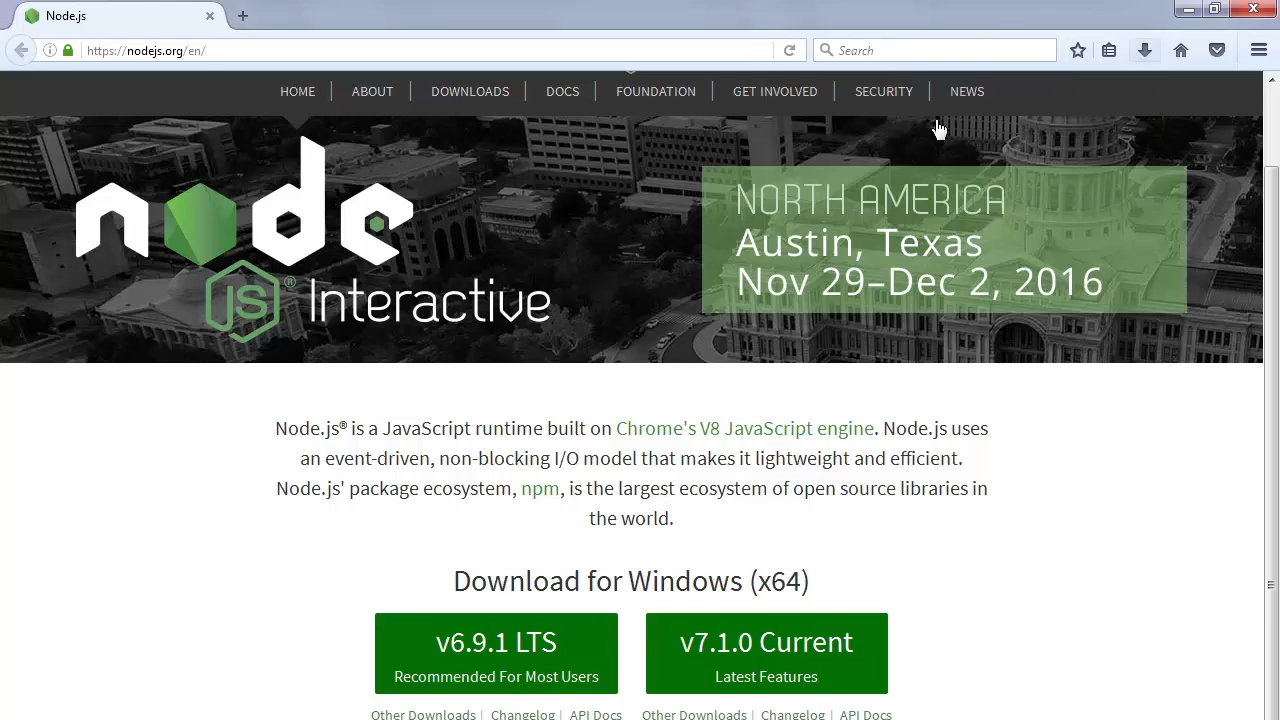 Node.js
https://nodejs.org/en/
Search
HOME | ABOUT | DOWNLOADS | DOCS | FOUNDATION | GET INVOLVED | SECURITY | NEWS
node
JS® Interactive
NORTH AMERICA
Austin, Texas
Nov 29–Dec 2, 2016
Node.js® is a JavaScript runtime built on Chrome's V8 JavaScript engine. Node.js uses
an event-driven, non-blocking I/O model that makes it lightweight and efficient.
Node.js' package ecosystem, npm, is the largest ecosystem of open source libraries in
the world.
Download for Windows (x64)
v6.9.1 LTS
Recommended For Most Users
v7.1.0 Current
Latest Features
Other Downloads | Changelog | API Docs
Other Downloads | Changelog | API Docs